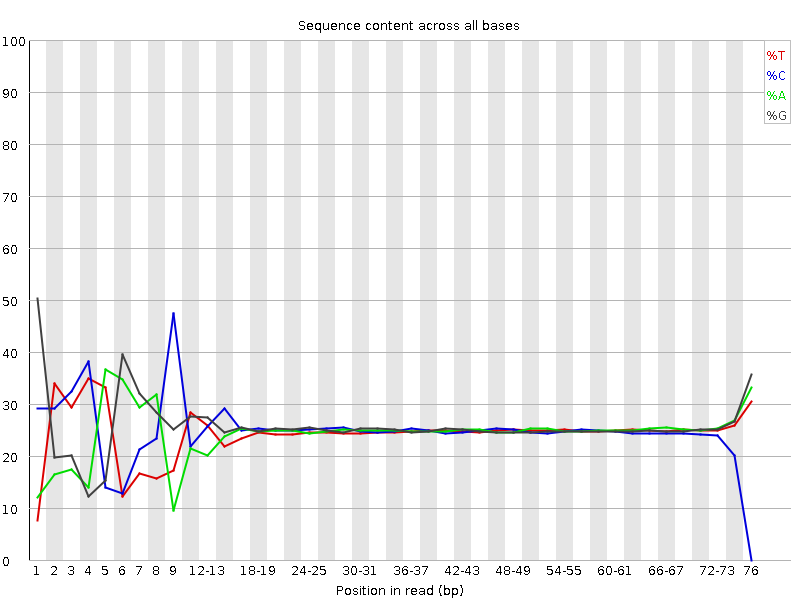 Sequence content across all bases
100
90
80
70
60
50
40
30
20
10
0
%T
%C
%A
%G
1 2 3 4 5 6 7 8 9 12-13 18-19 24-25 30-31 36-37 42-43 48-49 54-55 60-61 66-67 72-73 76
Position in read (bp)